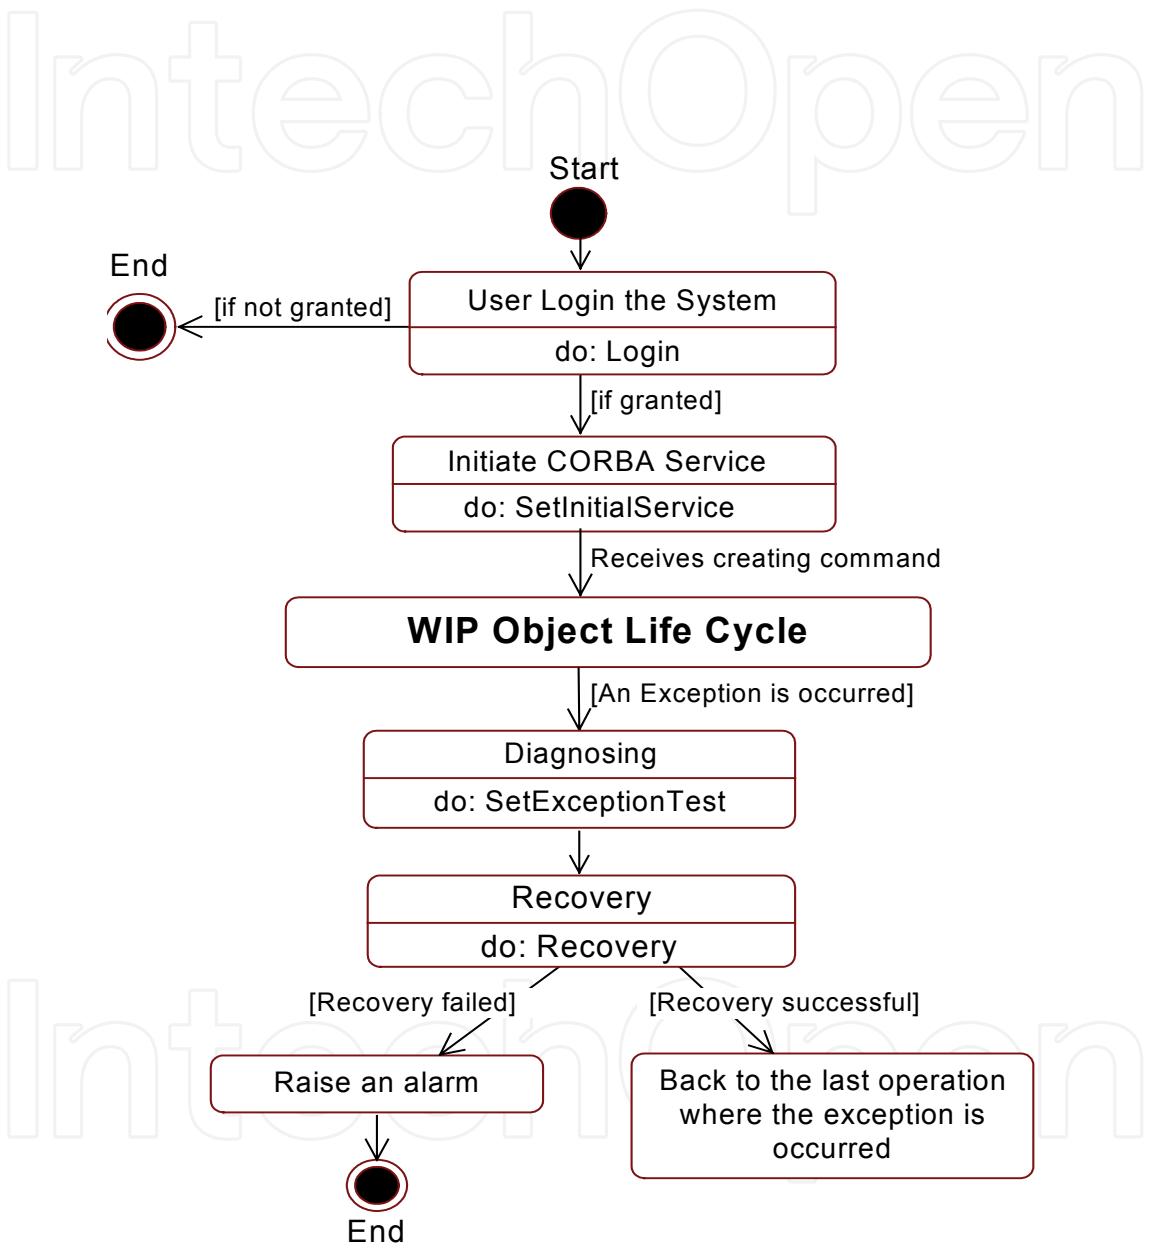 IntechOpen
Start
End
[if not granted]
User Login the System
do: Login
[if granted]
Initiate CORBA Service
do: SetInitialService
Receives creating command
WIP Object Life Cycle
[An Exception is occurred]
Diagnosing
do: SetExceptionTest
Recovery
do: Recovery
[Recovery failed]
[Recovery successful]
IntechOpen
Raise an alarm
Back to the last operation
where the exception is
occurred
End